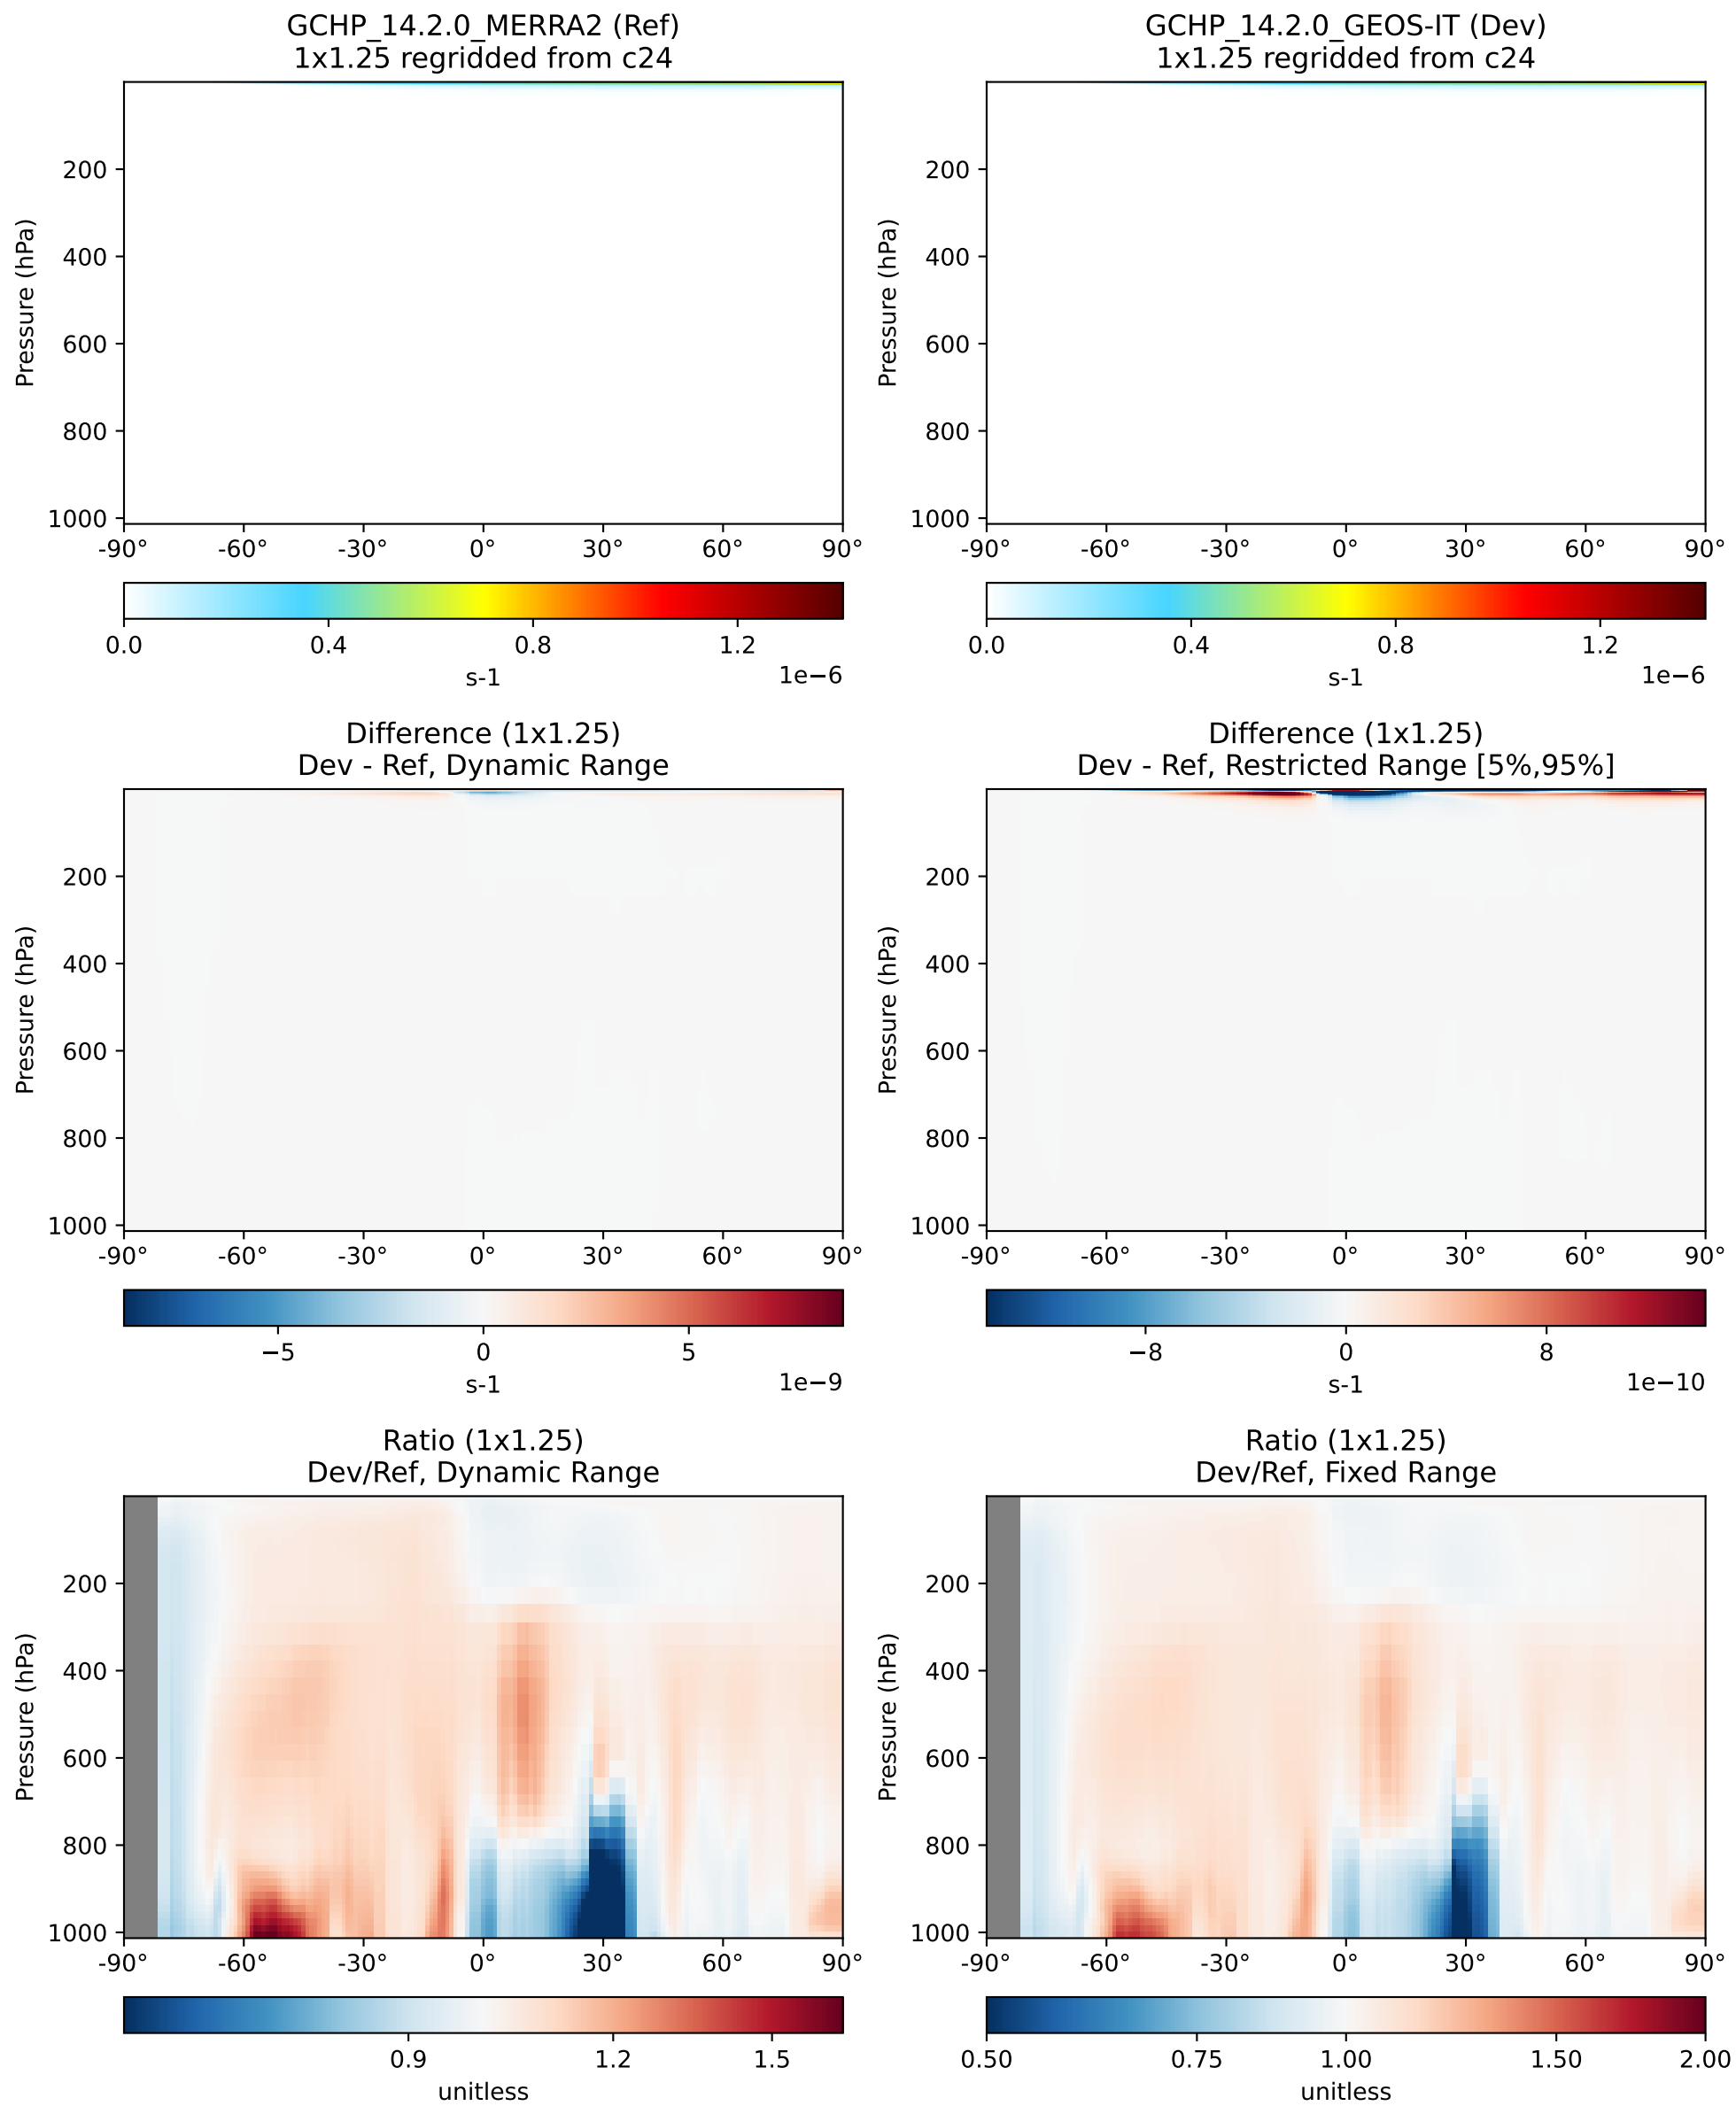 GCHP_14.2.0_MERRA2 (Ref)
1x1.25 regridded from c24
Pressure (hPa)
200
400
600
800
1000
-90° -60° -30° 0° 30° 60° 90°
0.0 0.4 0.8 1.2
s-1
1e−6
GCHP_14.2.0_GEOS-IT (Dev)
1x1.25 regridded from c24
Pressure (hPa)
200
400
600
800
1000
-90° -60° -30° 0° 30° 60° 90°
0.0 0.4 0.8 1.2
s-1
1e−6
Difference (1x1.25)
Dev - Ref, Dynamic Range
Pressure (hPa)
200
400
600
800
1000
-90° -60° -30° 0° 30° 60° 90°
−5 0 5
s-1
1e−9
Difference (1x1.25)
Dev - Ref, Restricted Range [5%,95%]
Pressure (hPa)
200
400
600
800
1000
-90° -60° -30° 0° 30° 60° 90°
−8 0 8
s-1
1e−10
Ratio (1x1.25)
Dev/Ref, Dynamic Range
Pressure (hPa)
200
400
600
800
1000
-90° -60° -30° 0° 30° 60° 90°
0.9 1.2 1.5
unitless
Ratio (1x1.25)
Dev/Ref, Fixed Range
Pressure (hPa)
200
400
600
800
1000
-90° -60° -30° 0° 30° 60° 90°
0.50 0.75 1.00 1.50 2.00
unitless